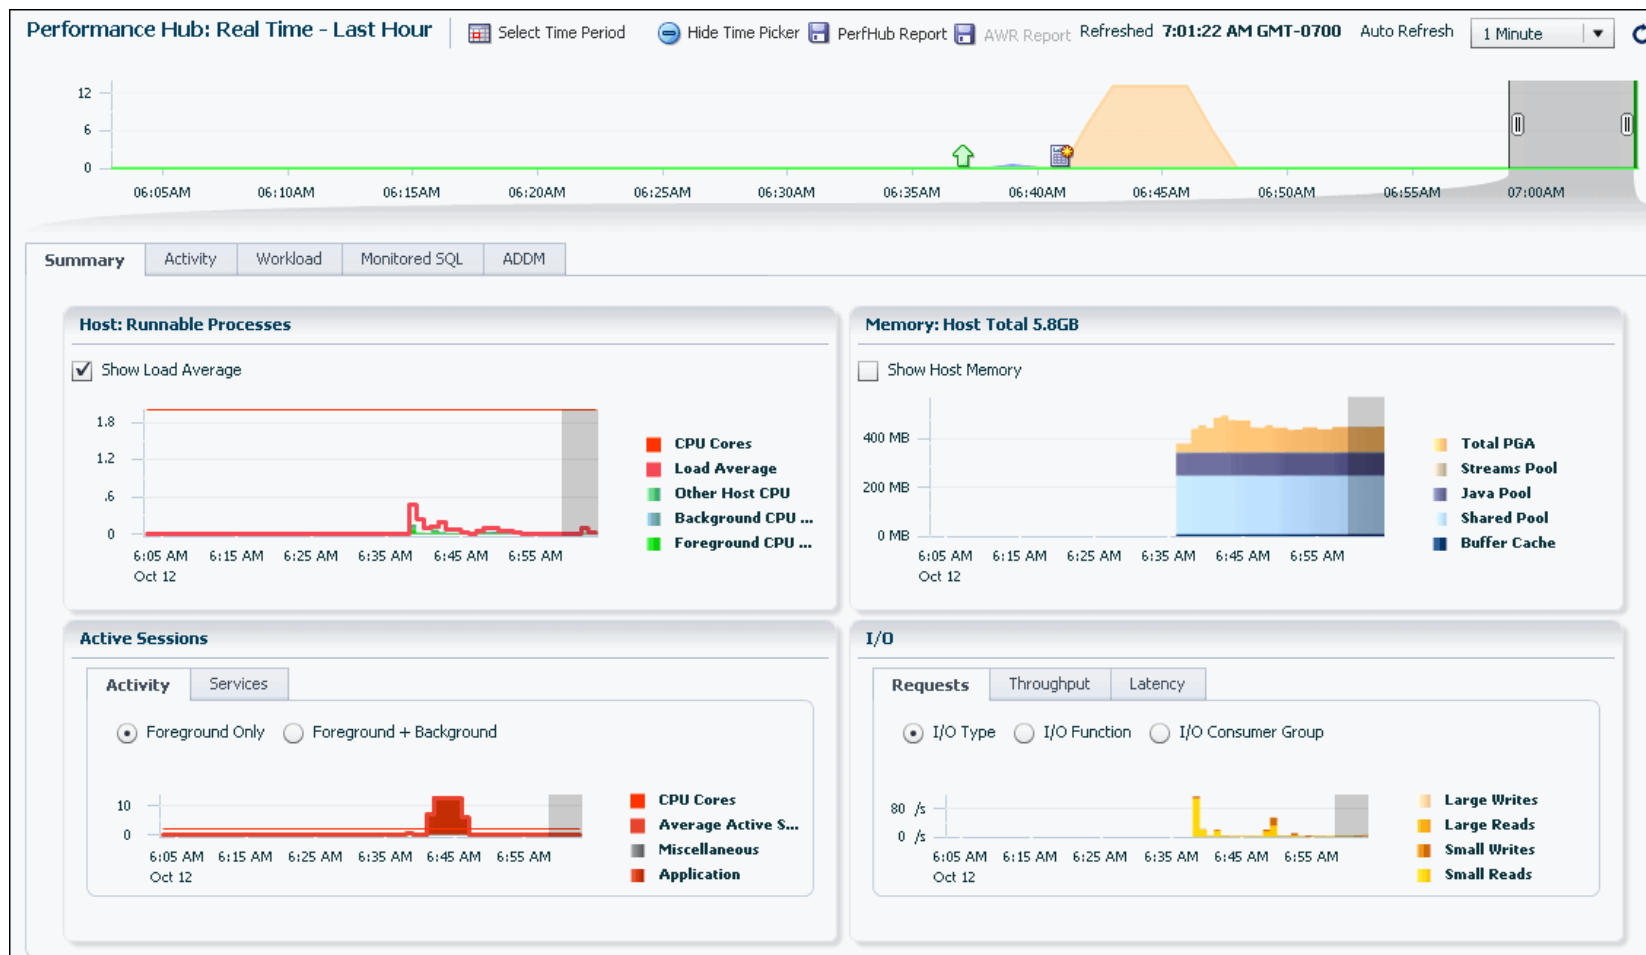 Performance Hub: Real Time - Last Hour Select Time Period Hide Time Picker PerfHub Report AWR Report Refreshed 7:01:22 AM GMT-0700 Auto Refresh 1 Minute
12
6
0
06:05AM 06:10AM 06:15AM 06:20AM 06:25AM 06:30AM 06:35AM 06:40AM 06:45AM 06:50AM 06:55AM 07:00AM
Summary Activity Workload Monitored SQL ADDM
Host: Runnable Processes
Show Load Average
1.8
1.2
.6
0
6:05 AM 6:15 AM 6:25 AM 6:35 AM 6:45 AM 6:55 AM
Oct 12
CPU Cores
Load Average
Other Host CPU
Background CPU ...
Foreground CPU ...
Memory: Host Total 5.8GB
Show Host Memory
400 MB
200 MB
0 MB
6:05 AM 6:15 AM 6:25 AM 6:35 AM 6:45 AM 6:55 AM
Oct 12
Total PGA
Streams Pool
Java Pool
Shared Pool
Buffer Cache
Active Sessions
Activity Services
Foreground Only Foreground + Background
10
0
6:05 AM 6:15 AM 6:25 AM 6:35 AM 6:45 AM 6:55 AM
Oct 12
CPU Cores
Average Active S...
Miscellaneous
Application
I/O
Requests Throughput Latency
I/O Type I/O Function I/O Consumer Group
80 /s
0 /s
6:05 AM 6:15 AM 6:25 AM 6:35 AM 6:45 AM 6:55 AM
Oct 12
Large Writes
Large Reads
Small Writes
Small Reads